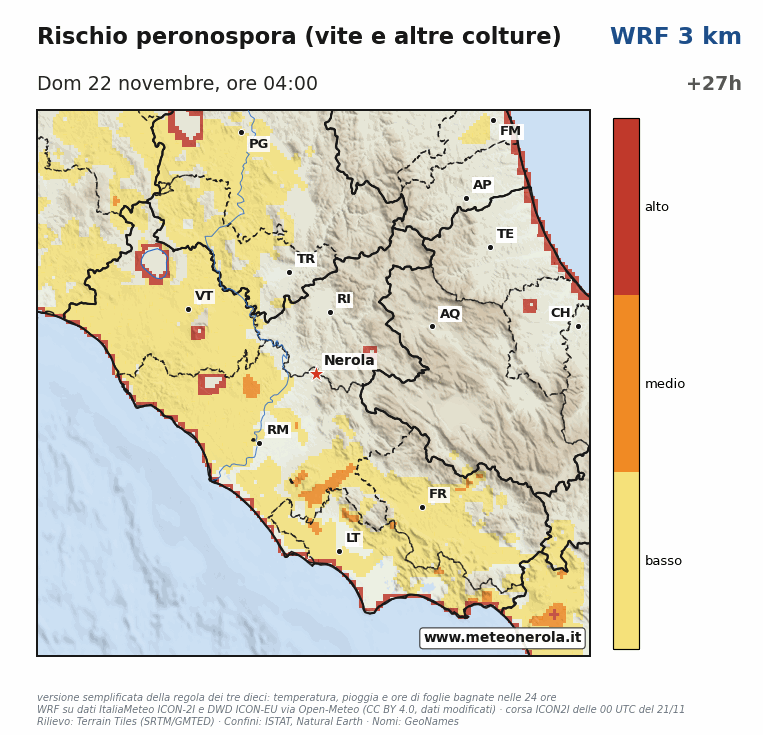 Rischio peronospora (vite e altre colture)
WRF 3 km
Dom 22 novembre, ore 04:00
+27h
FM
PG
AP
TE
TR
VT
RI
AQ
CH
Nerola
RM
FR
LT
alto
medio
basso
www.meteonerola.it
versione semplificata della regola dei tre dieci: temperatura, pioggia e ore di foglie bagnate nelle 24 ore
WRF su dati ItaliaMeteo ICON-2I e DWD ICON-EU via Open-Meteo (CC BY 4.0, dati modificati) · corsa ICON2I delle 00 UTC del 21/11
Rilievo: Terrain Tiles (SRTM/GMTED) · Confini: ISTAT, Natural Earth · Nomi: GeoNames